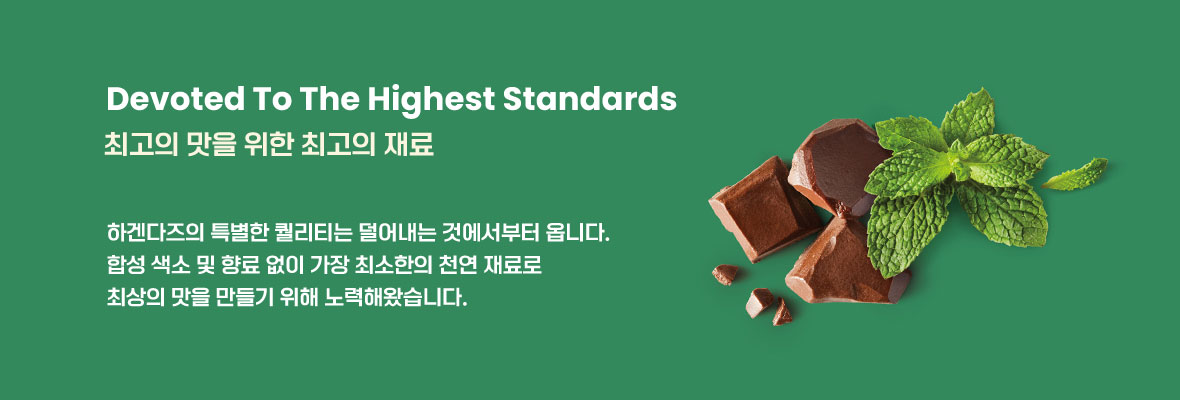 Devoted To The Highest Standards
최고의 맛을 위한 최고의 재료
하겐다즈의 특별한 퀄리티는 덜어내는 것에서부터 옵니다.
합성 색소 및 향료 없이 가장 최소한의 천연 재료로
최상의 맛을 만들기 위해 노력해왔습니다.